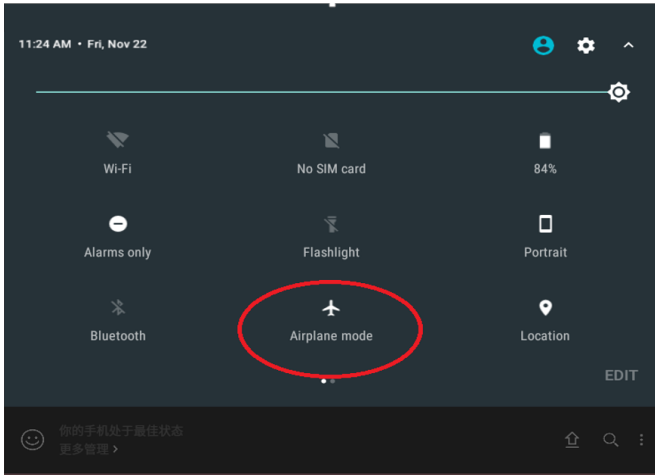 11:24 AM • Fri, Nov 22
Wi-Fi
No SIM card
84%
Alarms only
Flashlight
Portrait
Bluetooth
Airplane mode
Location
EDIT
你的手机处于最佳状态
更多管理 >